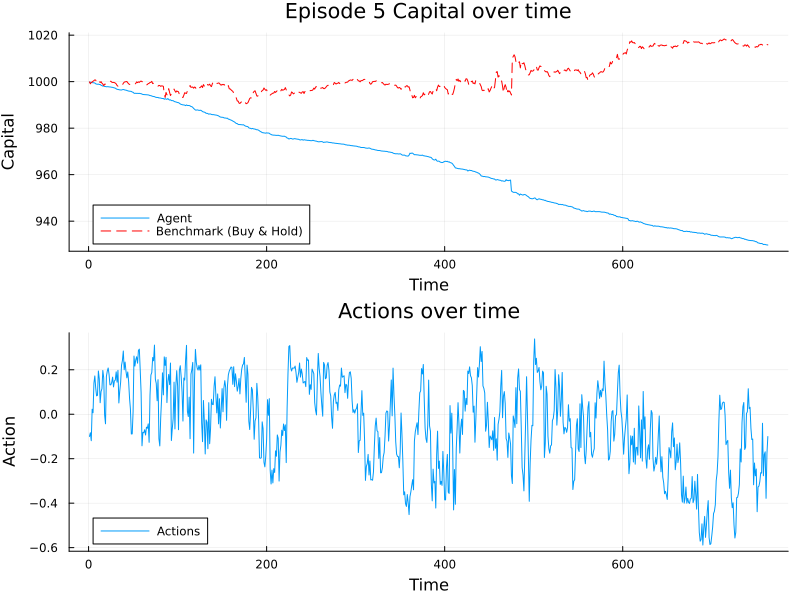 Episode 5 Capital over time
Capital
1020
1000
980
960
940
Agent
Benchmark (Buy & Hold)
0 200 400 600
Time
Actions over time
Action
0.2
0.0
−0.2
−0.4
−0.6
Actions
0 200 400 600
Time